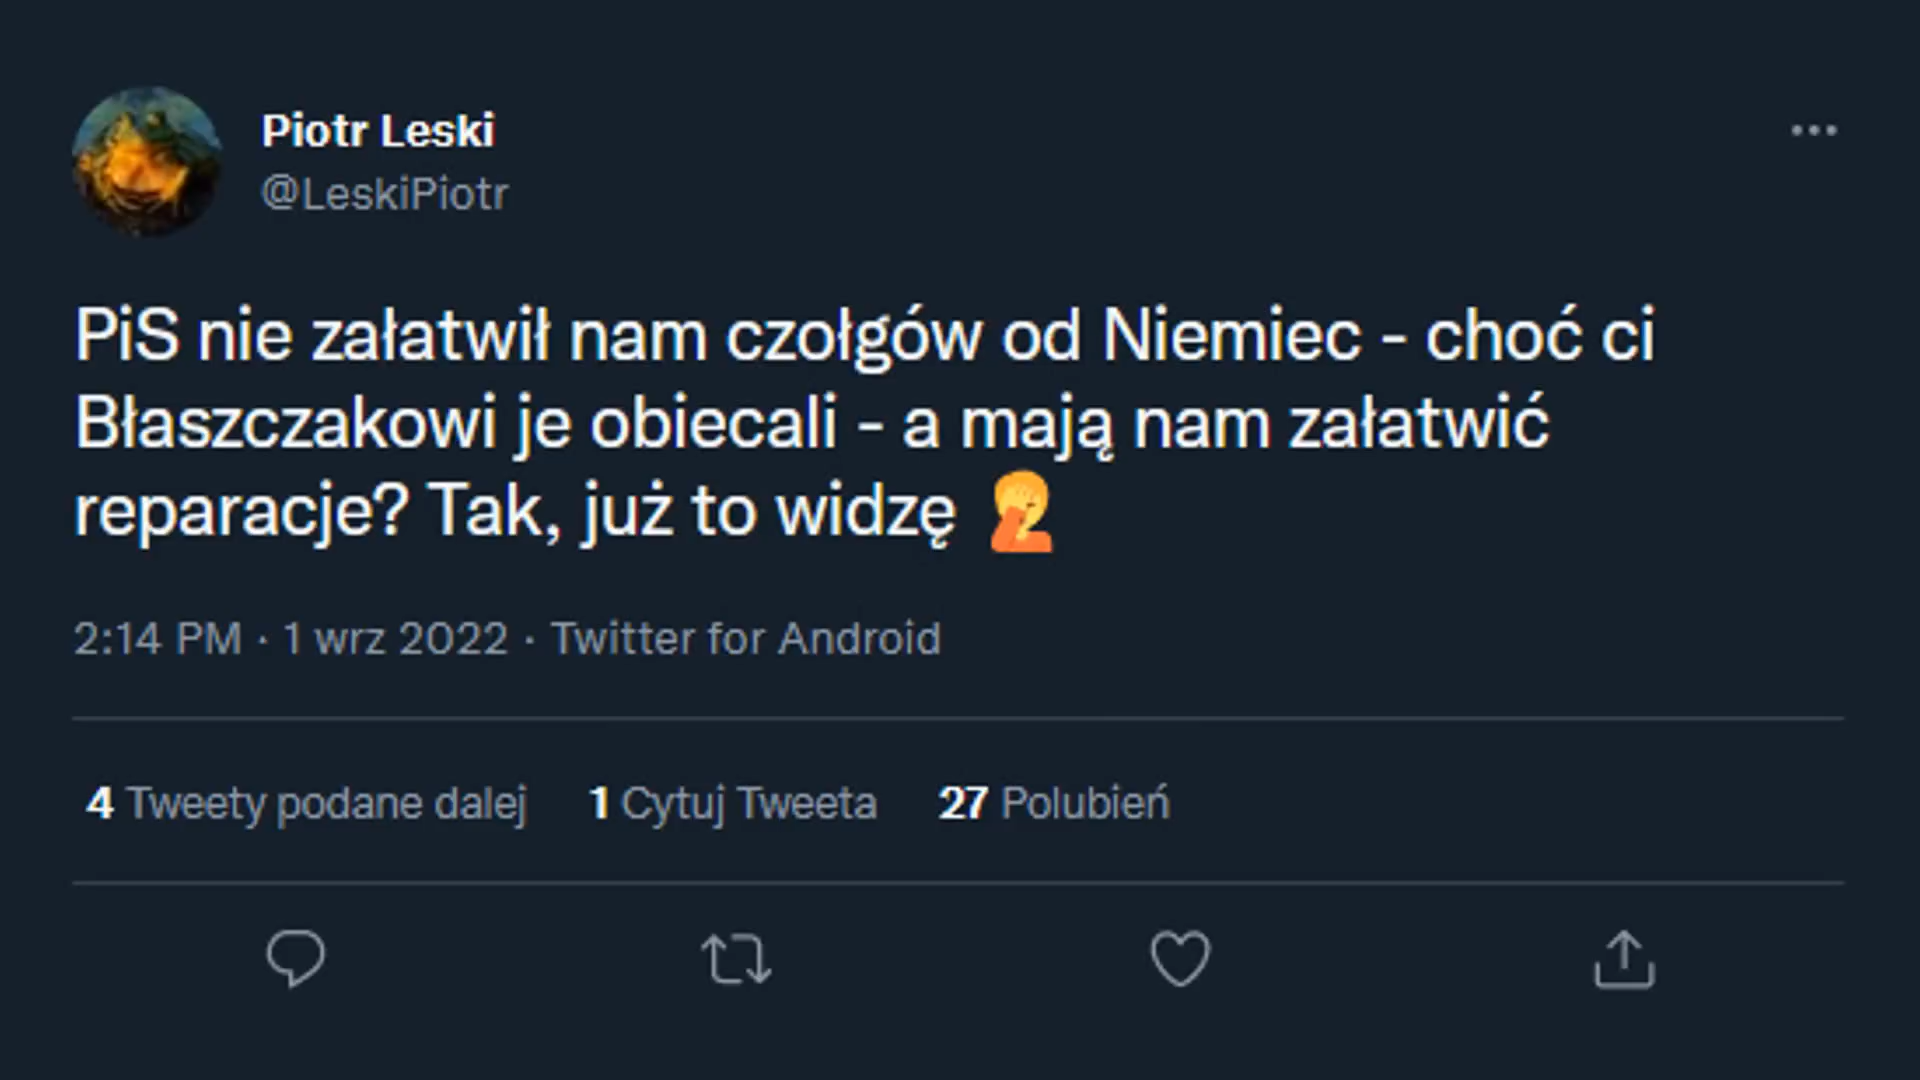 Piotr Leski
@LeskiPiotr
PiS nie załatwił nam czołgów od Niemiec - choć ci
Błaszczakowi je obiecali - a mają nam załatwić
reparacje? Tak, już to widzę 🤦
2:14 PM · 1 wrz 2022 · Twitter for Android
4 Tweety podane dalej 1 Cytuj Tweeta 27 Polubień